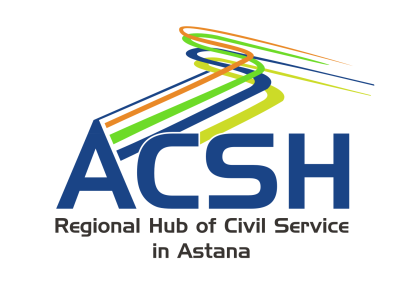 ACSH
Regional Hub of Civil Service
in Astana